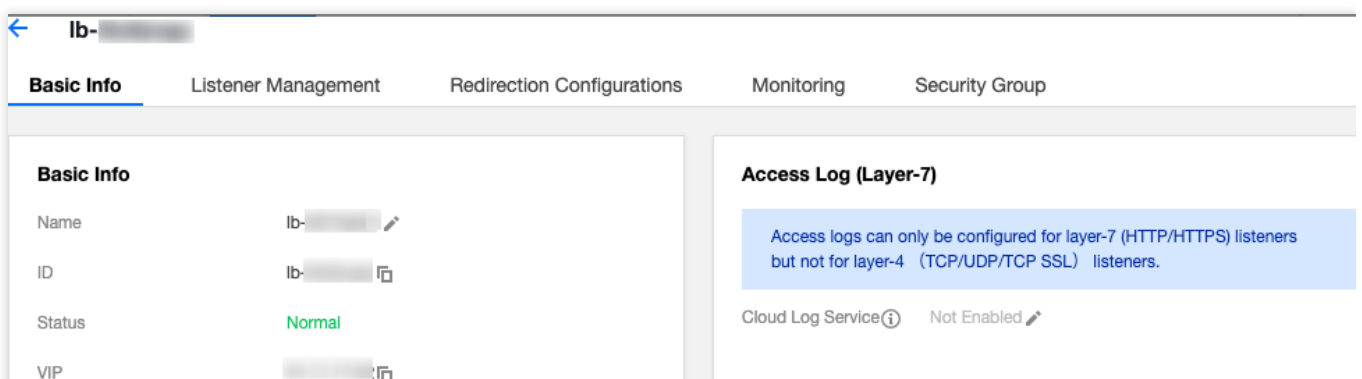 lb-
Basic Info Listener Management Redirection Configurations Monitoring Security Group
Basic Info
Name lb-
ID lb-
Status Normal
VIP
Access Log (Layer-7)
Access logs can only be configured for layer-7 (HTTP/HTTPS) listeners
but not for layer-4 （TCP/UDP/TCP SSL） listeners.
Cloud Log Service Not Enabled